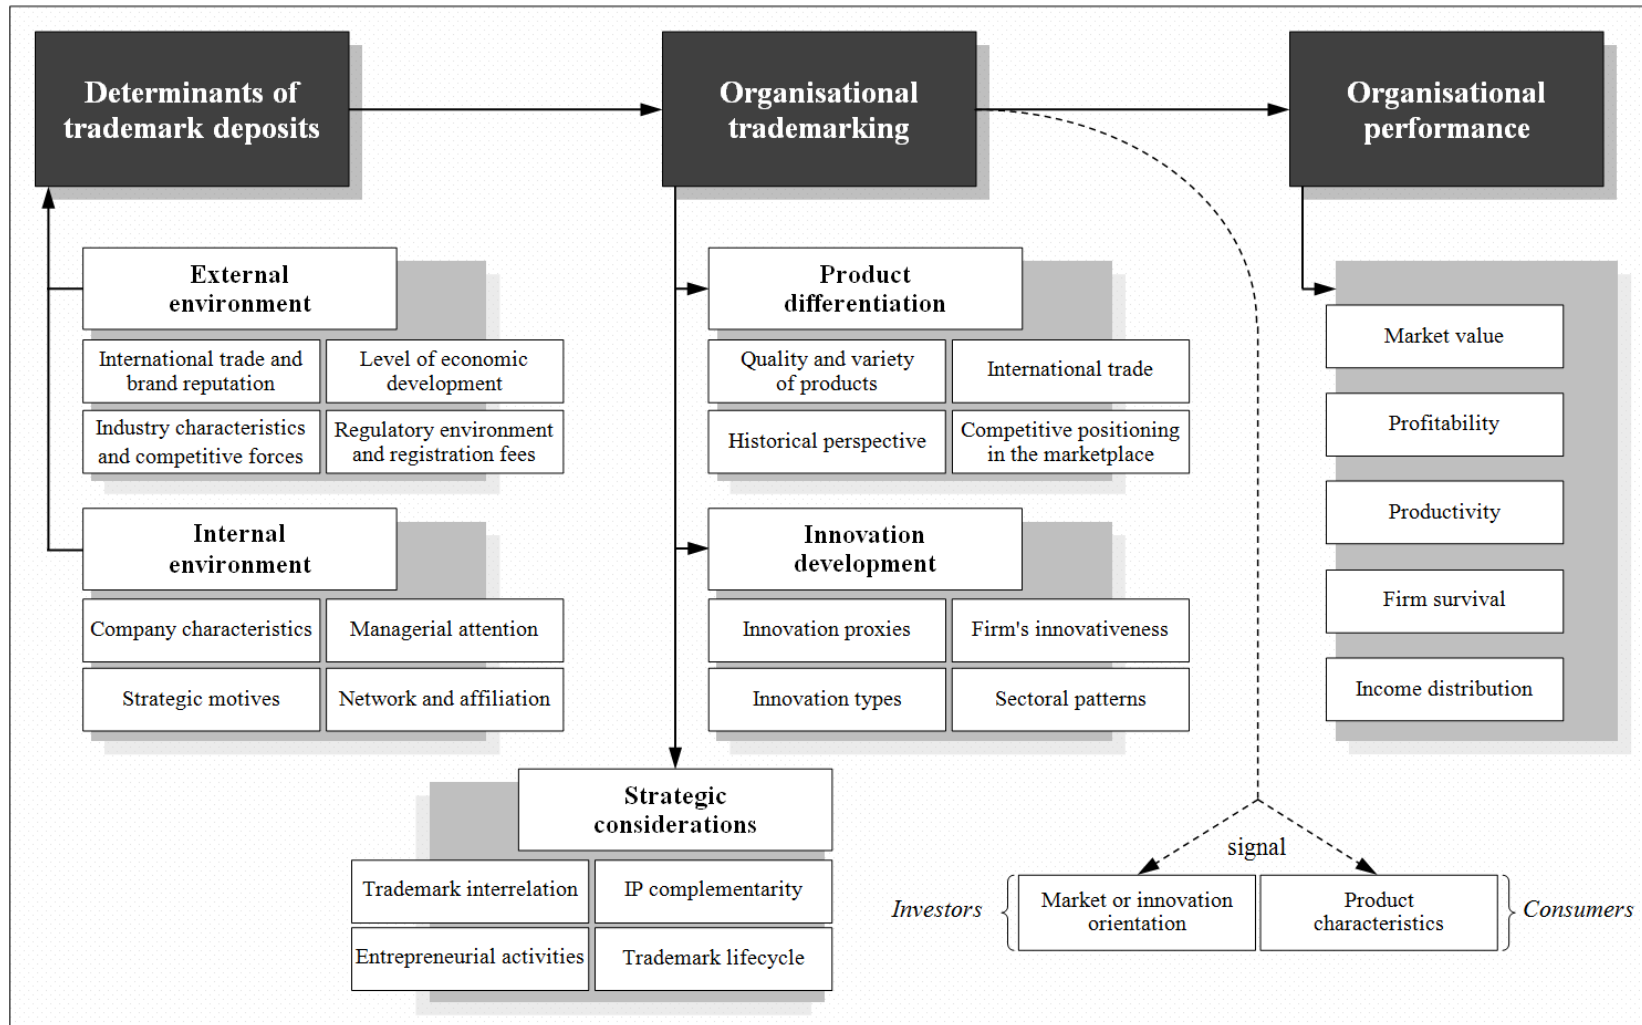 Determinants of
trademark deposits
Organisational
trademarking
Organisational
performance
External
environment
International trade and
brand reputation
Level of economic
development
Industry characteristics
and competitive forces
Regulatory environment
and registration fees
Internal
environment
Company characteristics
Managerial attention
Strategic motives
Network and affiliation
Product
differentiation
Quality and variety
of products
International trade
Historical perspective
Competitive positioning
in the marketplace
Innovation
development
Innovation proxies
Firm's innovativeness
Innovation types
Sectoral patterns
Strategic
considerations
Trademark interrelation
IP complementarity
Entrepreneurial activities
Trademark lifecycle
Market value
Profitability
Productivity
Firm survival
Income distribution
signal
Investors
Market or innovation
orientation
Product
characteristics
Consumers